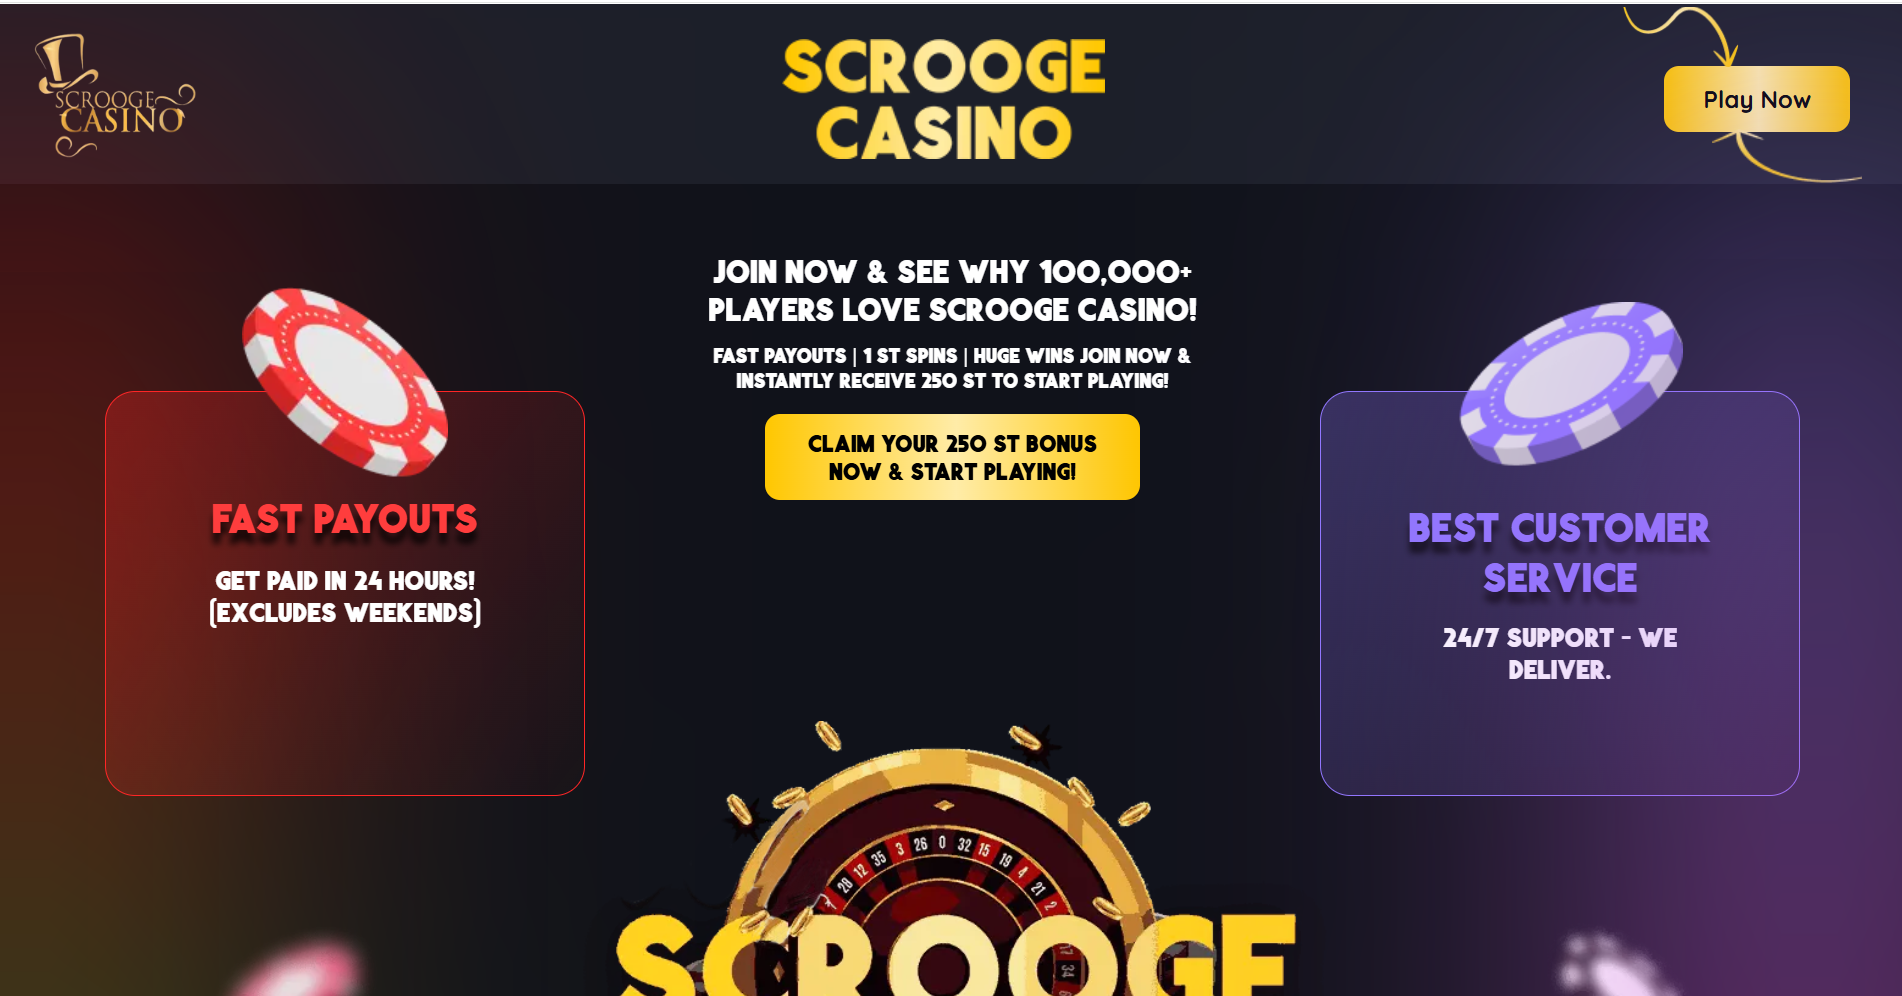 SCROOGE
CASINO
SCROOGE
CASINO
Play Now
JOIN NOW & SEE WHY 100,000+
PLAYERS LOVE SCROOGE CASINO!
FAST PAYOUTS | 1 ST SPINS | HUGE WINS JOIN NOW &
INSTANTLY RECEIVE 250 ST TO START PLAYING!
CLAIM YOUR 250 ST BONUS
NOW & START PLAYING!
FAST PAYOUTS
GET PAID IN 24 HOURS!
(EXCLUDES WEEKENDS)
BEST CUSTOMER
SERVICE
24/7 SUPPORT - WE
DELIVER.
28 12 35 3 26 0 32 15 19 4 21 2
SCROOGE
34